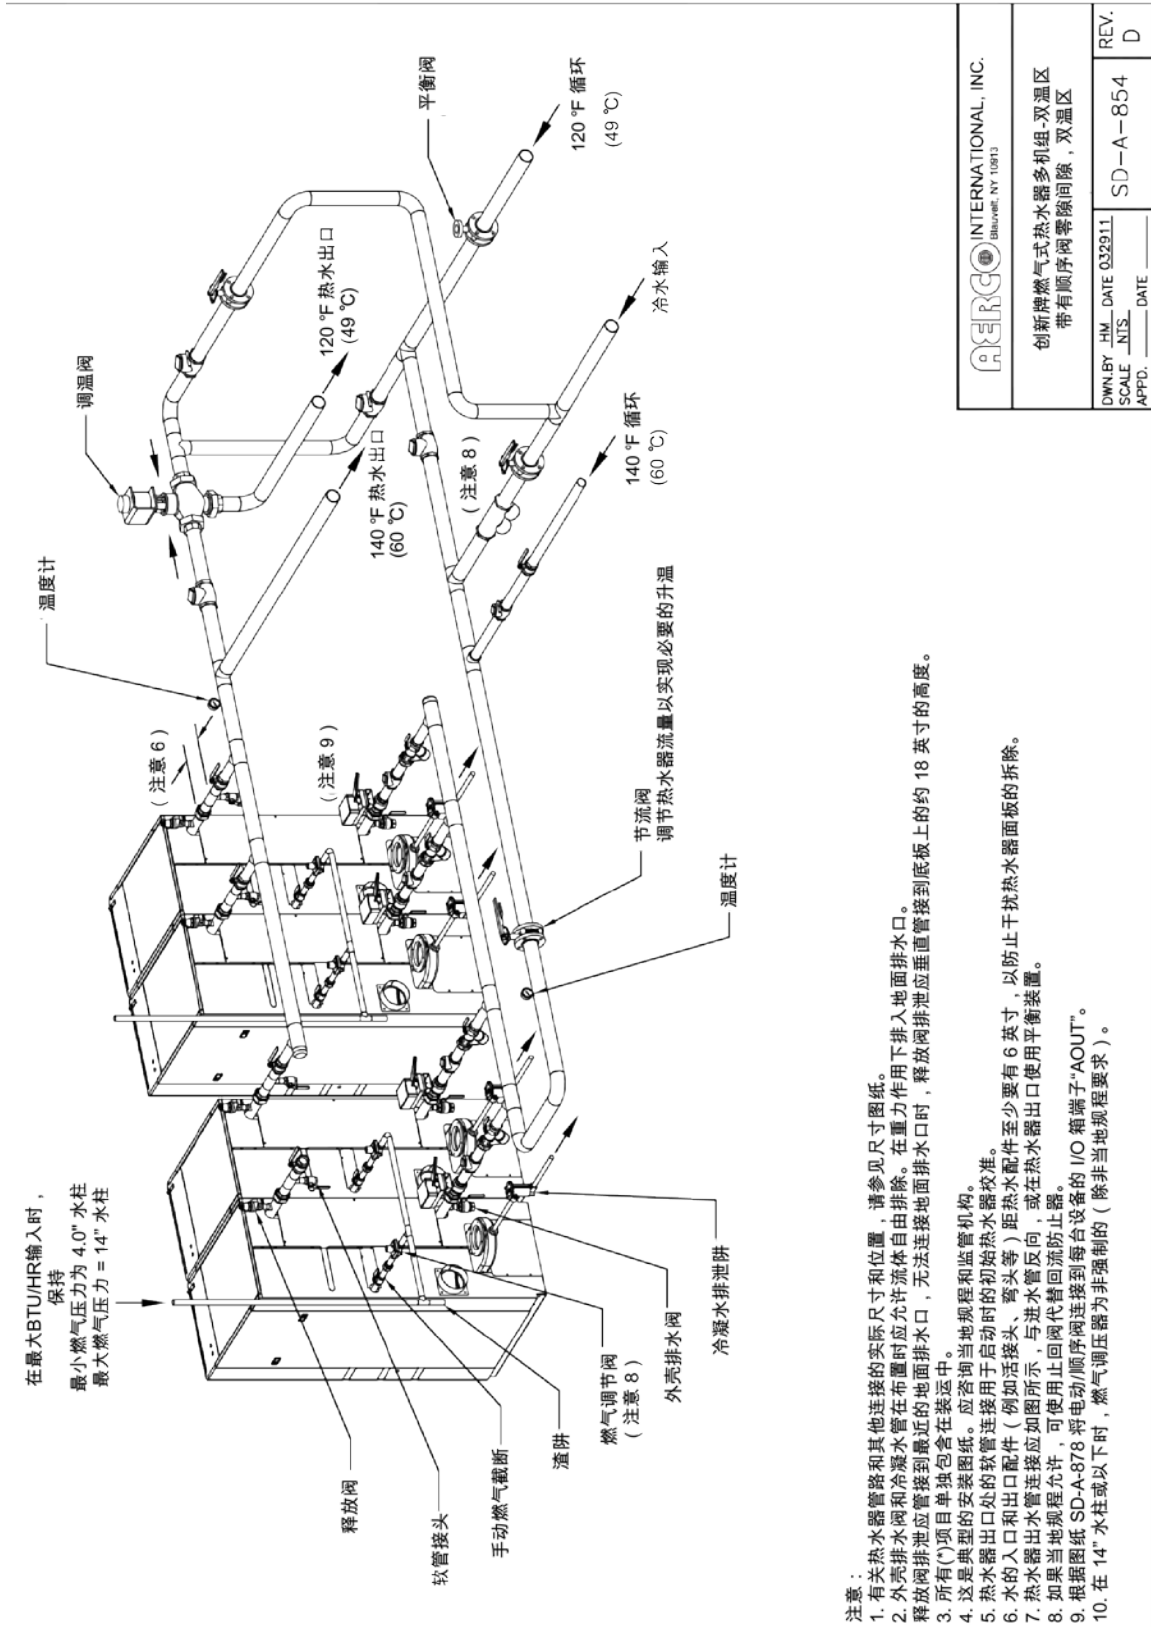 在最大BTU/HR输入时，
保持
最小燃气压力为 4.0" 水柱
最大燃气压力 = 14" 水柱
温度计
调温阀
平衡阀
(注意 6)
(注意 9)
120 °F 热水出口
(49 ℃)
120 °F 循环
(49 ℃)
140 °F 热水出口
(60 ℃)
(注意 8)
冷水输入
140 °F 循环
(60 ℃)
节流阀
调节热水器流量以实现必要的升温
温度计
释放阀
软管接头
手动燃气截断
渣阱
燃气调节阀
(注意 8)
外壳排水阀
冷凝水排泄阱
注意：
1. 有关热水器管路和其他连接的实际尺寸和位置，请参见尺寸图纸。
2. 外壳排水阀和冷凝水管在布置时应允许流体自由排除。在重力作用下排入地面排水口。
释放阀排泄应管接到最近的地面排水口，无法连接地面排水口时，释放阀排泄应垂直管接到底板上的约 18 英寸的高度。
3. 所有(*)项目单独包含在装运中。
4. 这是典型的安装图纸。应咨询当地规程和监管机构。
5. 热水器出口处的软管连接用于启动时的初始热水器校准。
6. 水的入口和出口配件（例如活接头、弯头等）距热水配件至少要有 6 英寸，以防止干扰热水器面板的拆除。
7. 热水器出水管连接应如图所示，与进水管反向，或在热水器出口使用平衡装置。
8. 如果当地规程允许，可使用止回阀代替回流防止器。
9. 根据图纸 SD-A-878 将电动/顺序阀连接到每台设备的 I/O 箱端子“AOUT”。
10. 在 14" 水柱或以下时，燃气调压器为非强制的（除非当地规程要求）。
AERCO INTERNATIONAL, INC.
Blauvelt, NY 10913
创新牌燃气式热水器多机组-双温区
带有顺序阀零隙间隙，双温区
DWN.BY HM DATE 032911
SCALE NTS
APPD. DATE
SD-A-854
REV.
D